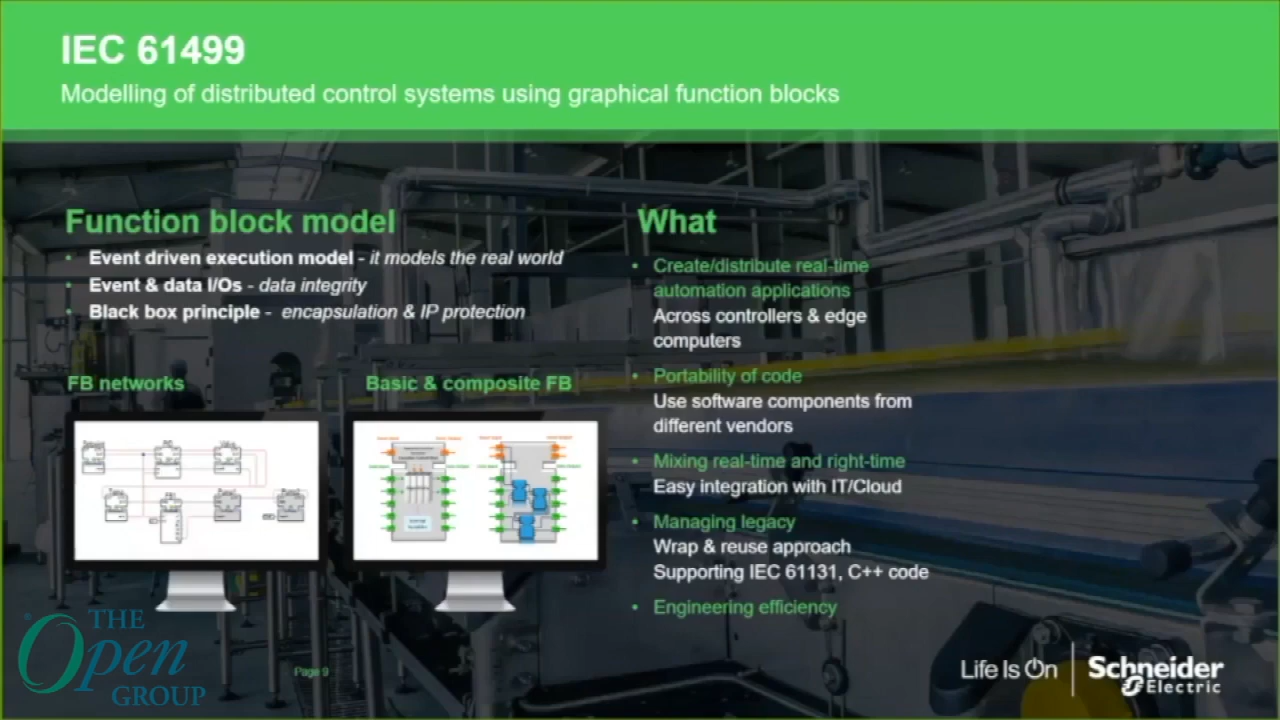 IEC 61499
Modelling of distributed control systems using graphical function blocks
Function block model
• Event driven execution model - it models the real world
• Event & data I/Os - data integrity
• Black box principle - encapsulation & IP protection
FB networks
Basic & composite FB
What
• Create/distribute real-time
automation applications
Across controllers & edge
computers
• Portability of code
Use software components from
different vendors
• Mixing real-time and right-time
Easy integration with IT/Cloud
• Managing legacy
Wrap & reuse approach
Supporting IEC 61131, C++ code
• Engineering efficiency
THE
Open
GROUP
Page 9
Life Is On
Schneider
Electric